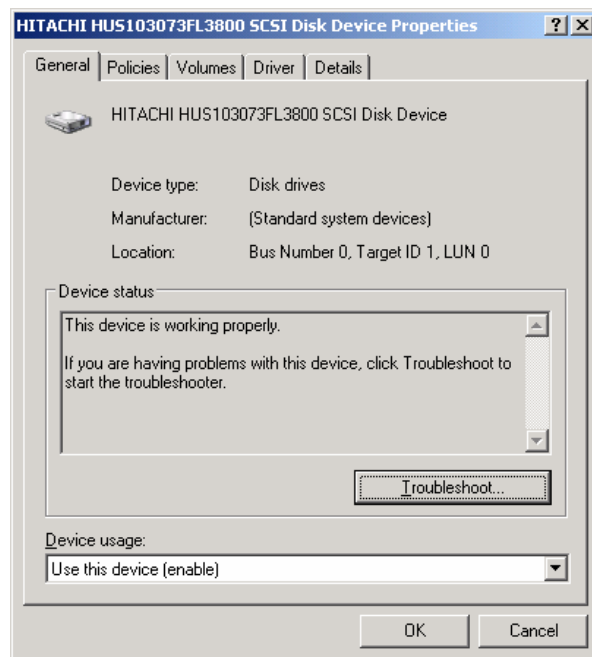 HITACHI HUS103073FL3800 SCSI Disk Device Properties
General Policies Volumes Driver Details
HITACHI HUS103073FL3800 SCSI Disk Device
Device type: Disk drives
Manufacturer: (Standard system devices)
Location: Bus Number 0, Target ID 1, LUN 0
Device status
This device is working properly.
If you are having problems with this device, click Troubleshoot to
start the troubleshooter.
Troubleshoot...
Device usage:
Use this device (enable)
OK Cancel